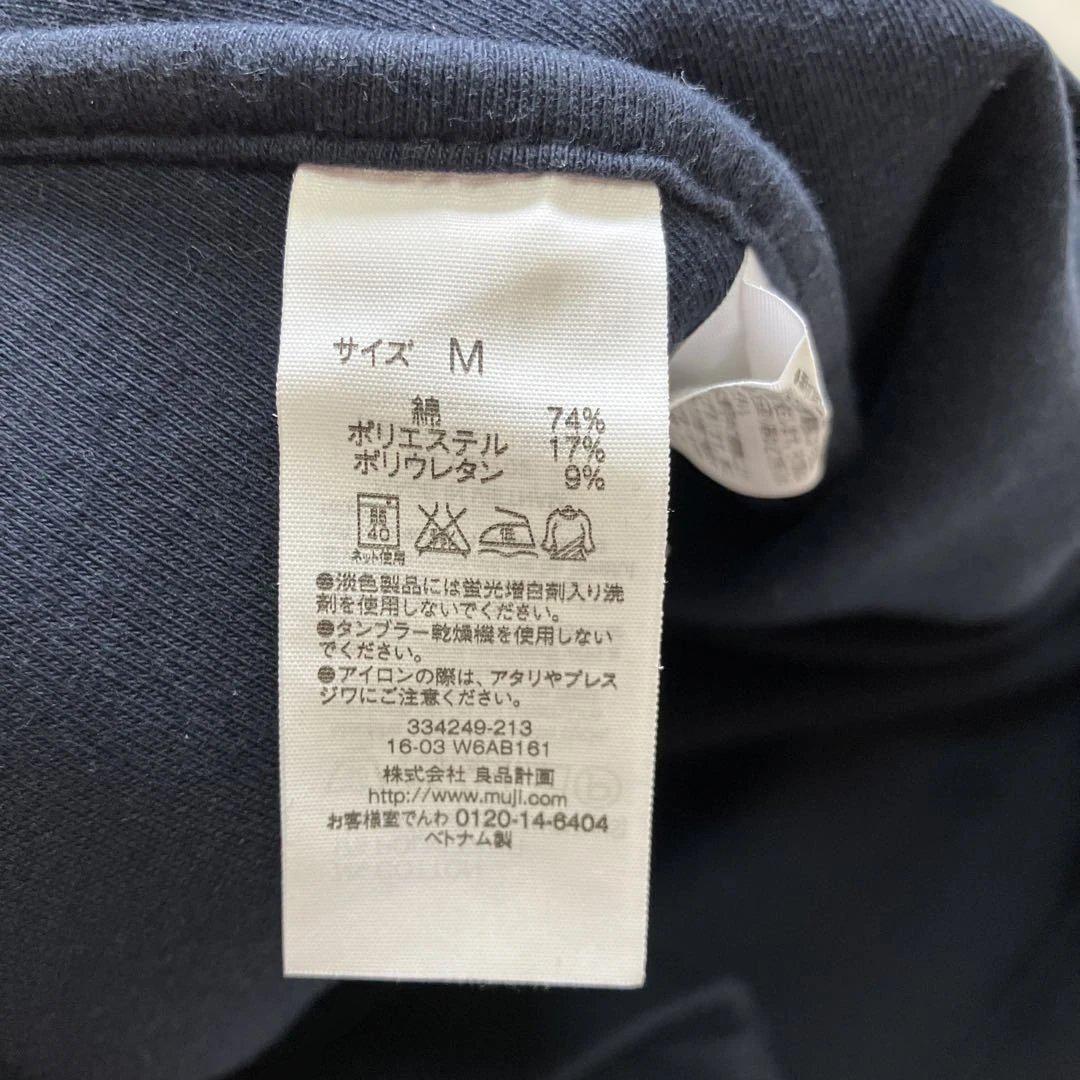 サイズ M
綿 74%
ポリエステル 17%
ポリウレタン 9%
弱
40
ネット使用
低
●淡色製品には蛍光増白剤入り洗
剤を使用しないでください。
●タンブラー乾燥機を使用しない
でください。
●アイロンの際は、アタリやプレス
ジワにご注意ください。
334249-213
16-03 W6AB161
株式会社 良品計画
http://www.muji.com
お客様室でんわ 0120-14-6404
ベトナム製